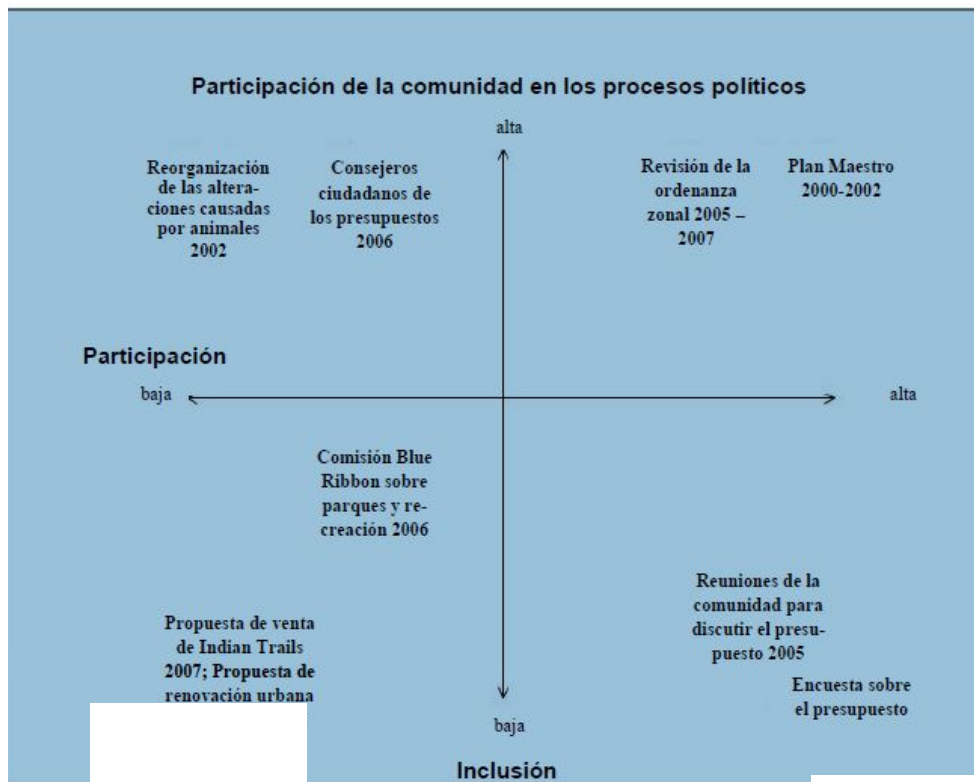 Participación de la comunidad en los procesos políticos
alta
Reorganización
de las altera-
ciones causadas
por animales
2002
Consejeros
ciudadanos de
los presupuestos
2006
Revisión de la
ordenanza
zonal 2005 –
2007
Plan Maestro
2000-2002
Participación
baja
alta
Comisión Blue
Ribbon sobre
parques y re-
creación 2006
Propuesta de venta
de Indian Trails
2007; Propuesta de
renovación urbana
Reuniones de la
comunidad para
discutir el presu-
puesto 2005
Encuesta sobre
el presupuesto
baja
Inclusión